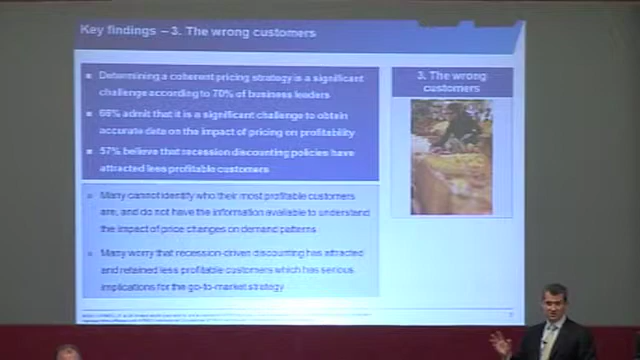 Key findings – 3. The wrong customers
Determining a coherent pricing strategy is a significant
challenge according to 70% of business leaders
66% admit that it is a significant challenge to obtain
accurate data on the impact of pricing on profitability
57% believe that recession discounting policies have
attracted less profitable customers
Many cannot identify who their most profitable customers
are, and do not have the information available to understand
the impact of price changes on demand patterns
Many worry that recession-driven discounting has attracted
and retained less profitable customers which has serious
implications for the go-to-market strategy
3. The wrong
customers